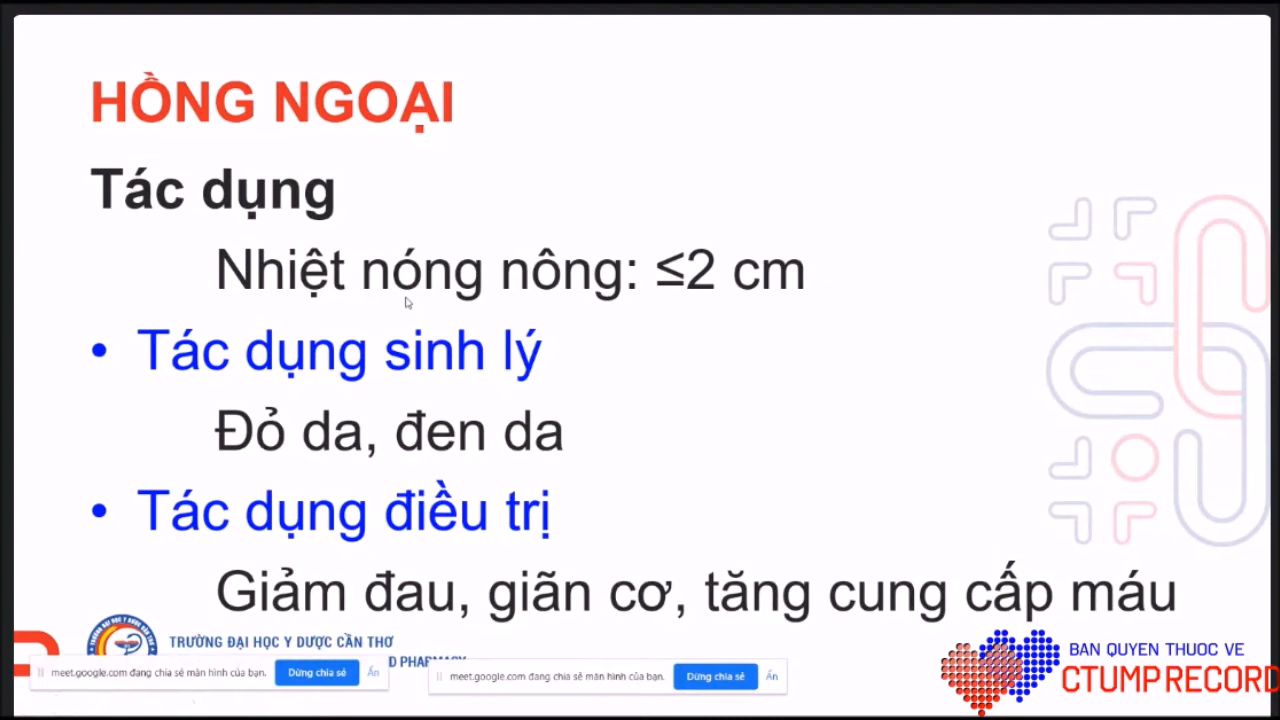 HỒNG NGOẠI
Tác dụng
Nhiệt nóng nông: ≤2 cm
• Tác dụng sinh lý
Đỏ da, đen da
• Tác dụng điều trị
Giảm đau, giãn cơ, tăng cung cấp máu
TRƯỜNG ĐẠI HỌC Y DƯỢC CẦN THƠ
D PHARMACY
meet.google.com đang chia sẻ màn hình của bạn. Dừng chia sẻ Ẩn
meet.google.com đang chia sẻ màn hình của bạn. Dừng chia sẻ Ẩn
BAN QUYEN THUOC VE
CTUMP RECORD